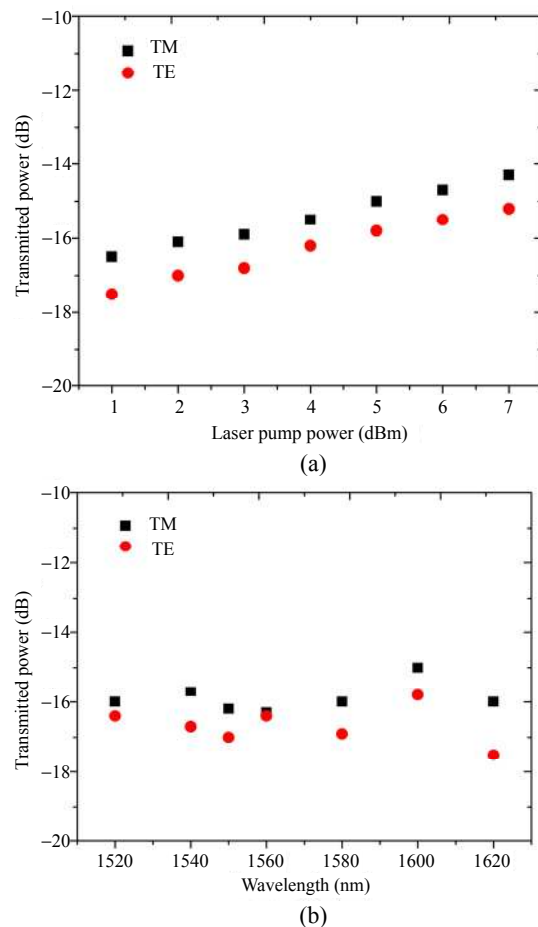 −10
−12
−14
−16
−18
−20
Transmitted power (dB)
TM
TE
1 2 3 4 5 6 7
Laser pump power (dBm)
(a)
−10
−12
−14
−16
−18
−20
Transmitted power (dB)
TM
TE
1520 1540 1560 1580 1600 1620
Wavelength (nm)
(b)